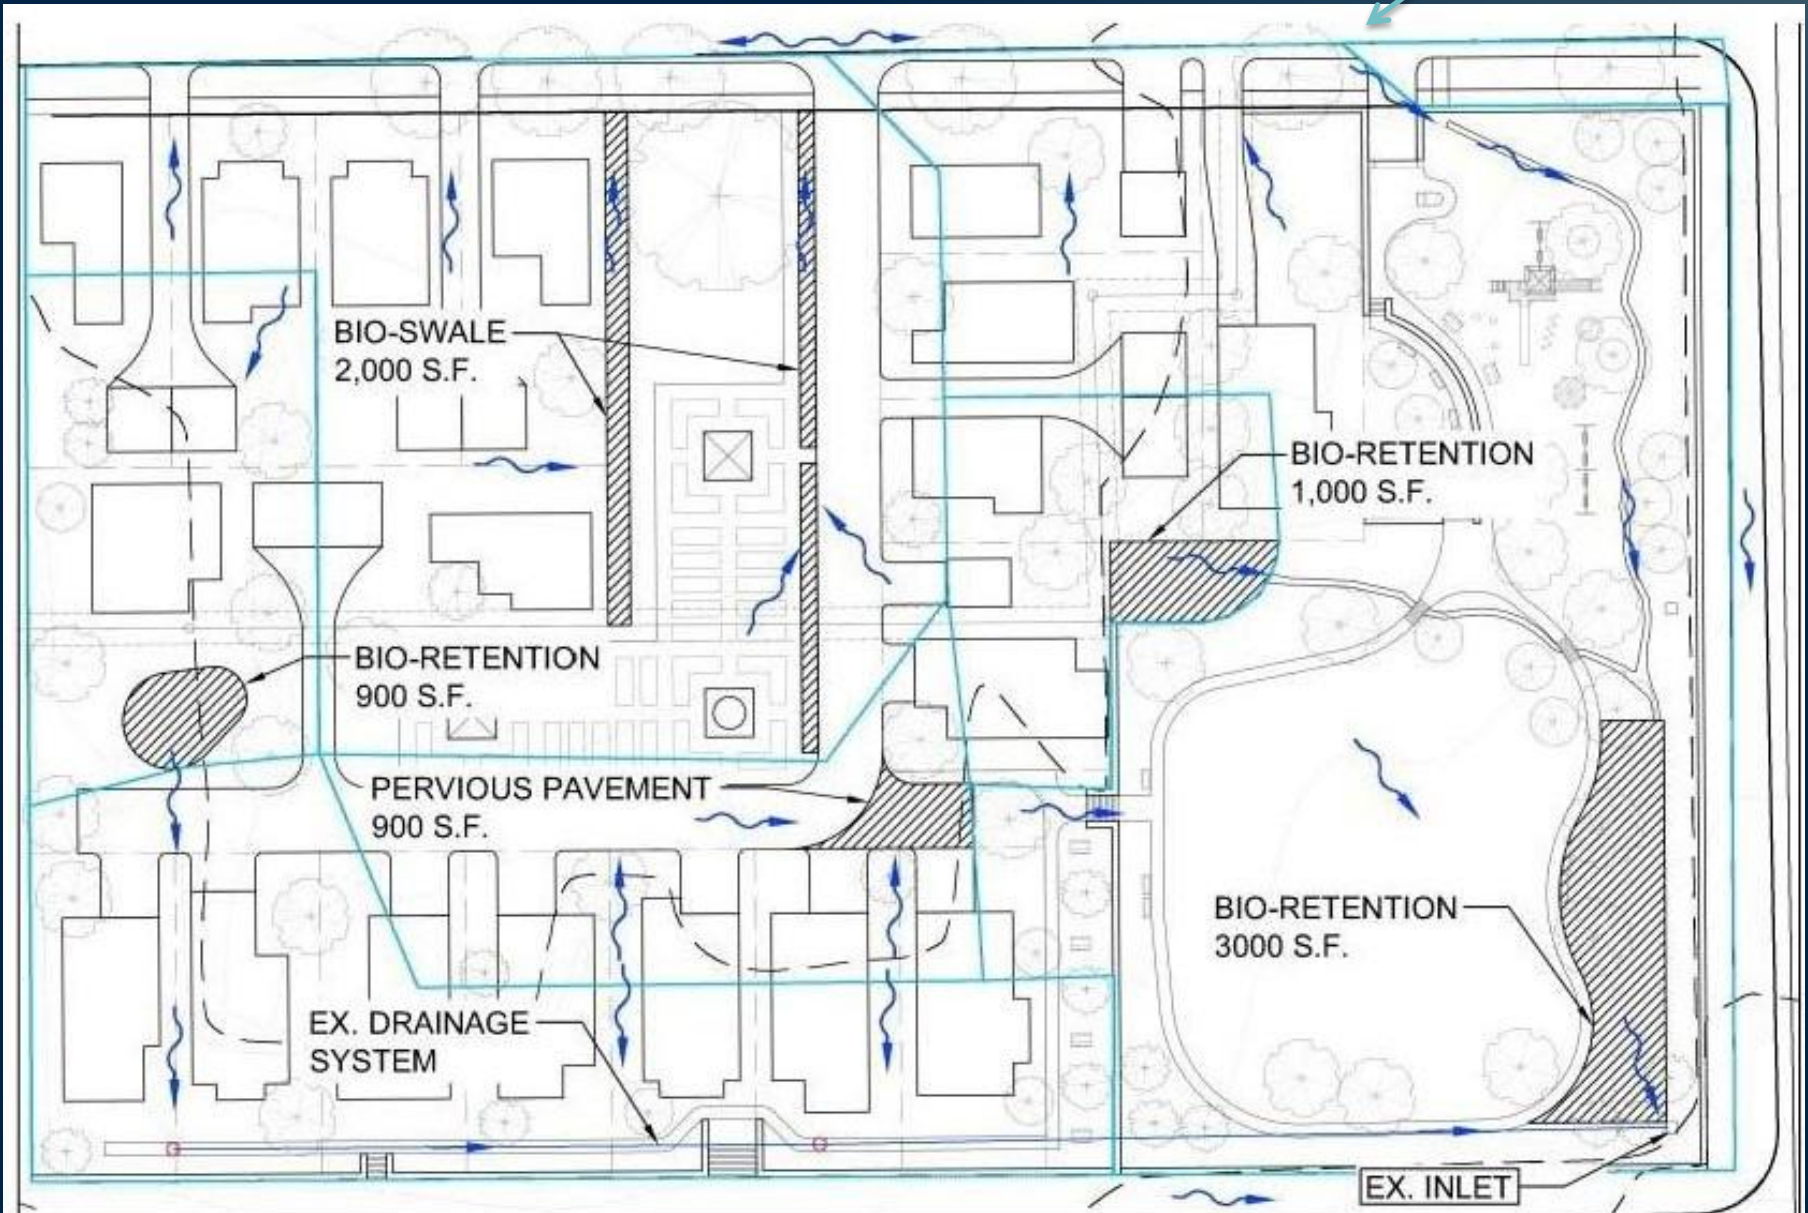 BIO-SWALE
2,000 S.F.
BIO-RETENTION
1,000 S.F.
BIO-RETENTION
900 S.F.
PERVIOUS PAVEMENT
900 S.F.
BIO-RETENTION
3000 S.F.
EX. DRAINAGE
SYSTEM
EX. INLET